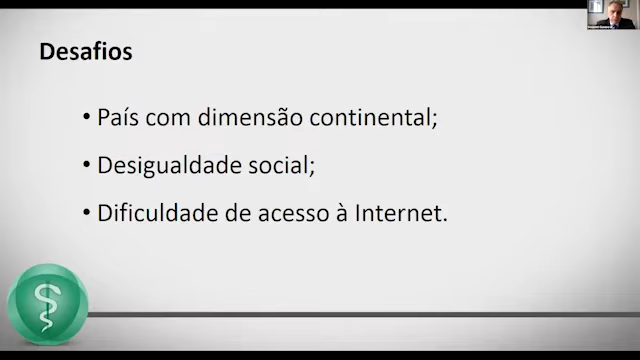 Desafios
• País com dimensão continental;
• Desigualdade social;
• Dificuldade de acesso à Internet.